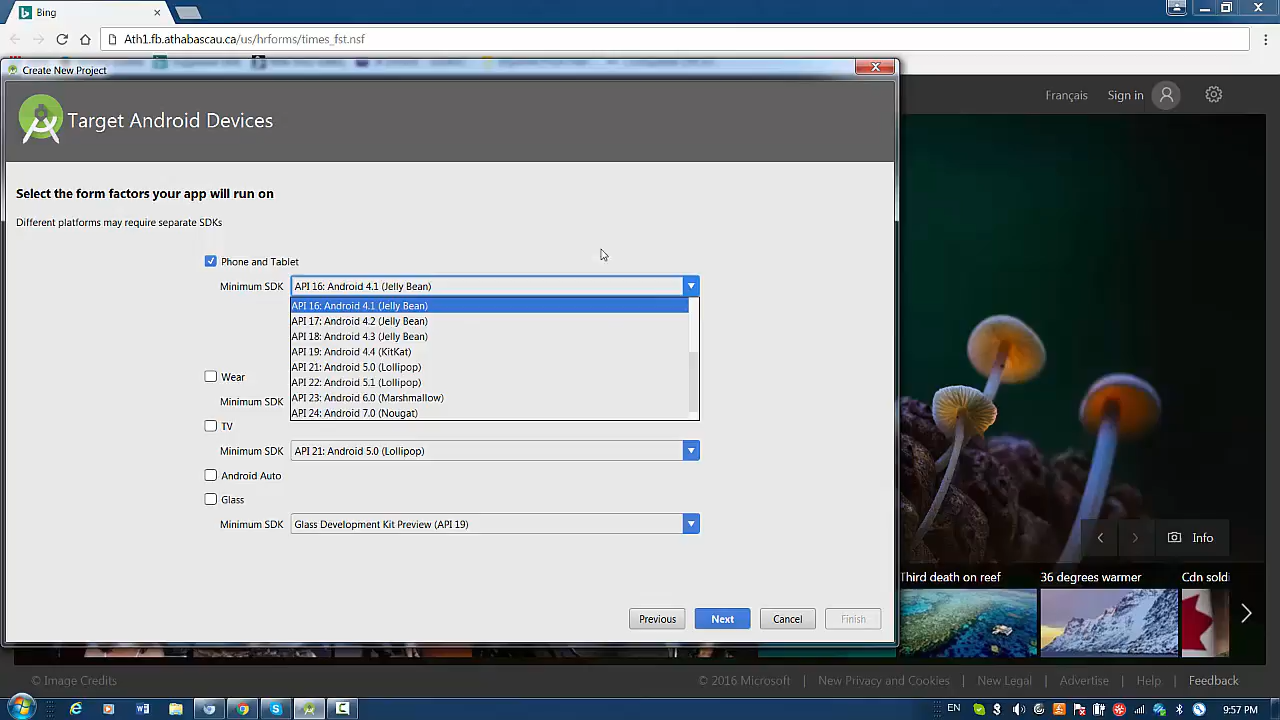 Bing
Ath1.fb.athabascau.ca/us/hrforms/times_fst.nsf
Create New Project
Français Sign in
Target Android Devices
Select the form factors your app will run on
Different platforms may require separate SDKs
Phone and Tablet
Minimum SDK API 16: Android 4.1 (Jelly Bean)
API 16: Android 4.1 (Jelly Bean)
API 17: Android 4.2 (Jelly Bean)
API 18: Android 4.3 (Jelly Bean)
API 19: Android 4.4 (KitKat)
API 21: Android 5.0 (Lollipop)
API 22: Android 5.1 (Lollipop)
API 23: Android 6.0 (Marshmallow)
API 24: Android 7.0 (Nougat)
Wear
Minimum SDK
TV
Minimum SDK API 21: Android 5.0 (Lollipop)
Android Auto
Glass
Minimum SDK Glass Development Kit Preview (API 19)
Previous Next Cancel Finish
Info
Third death on reef 36 degrees warmer Cdn sold
© Image Credits © 2016 Microsoft New Privacy and Cookies New Legal Advertise Help Feedback
EN 9:57 PM